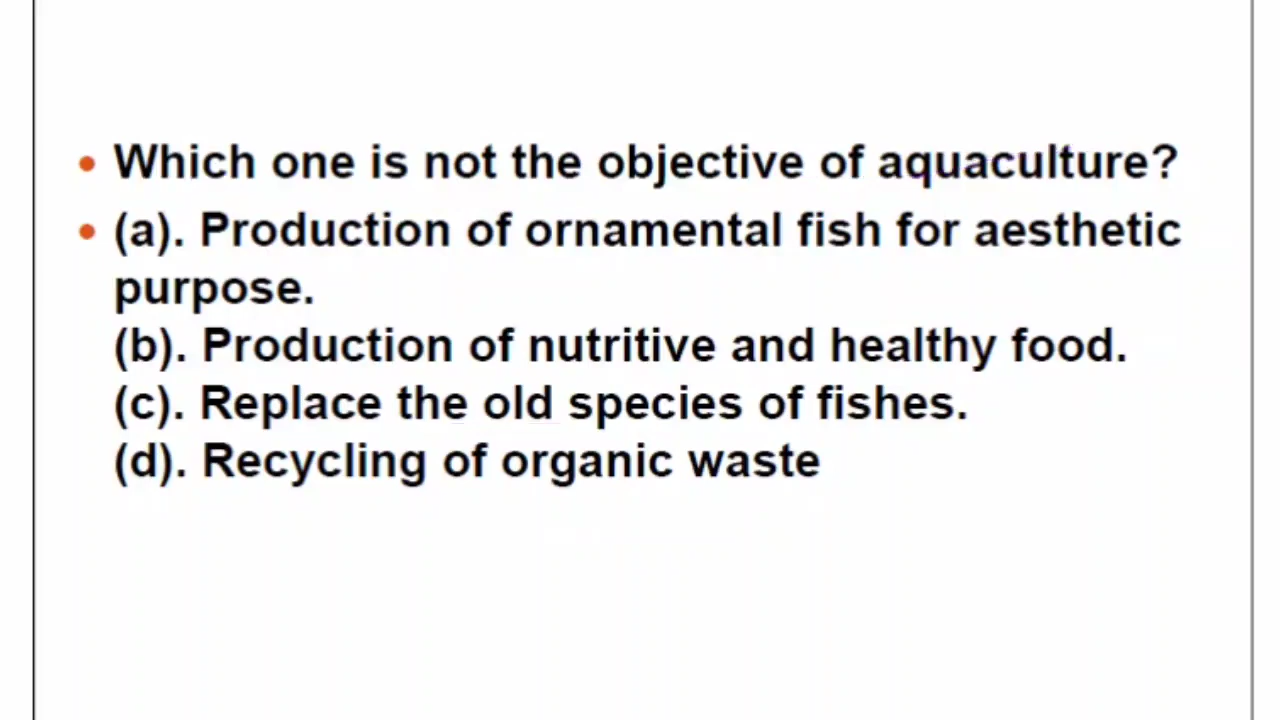 • Which one is not the objective of aquaculture?
• (a). Production of ornamental fish for aesthetic
purpose.
(b). Production of nutritive and healthy food.
(c). Replace the old species of fishes.
(d). Recycling of organic waste